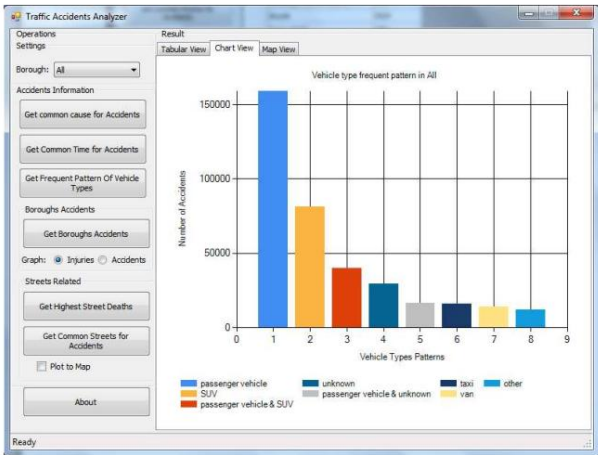 Traffic Accidents Analyzer
Operations
Settings
Borough:
All
Accidents Information
Get common cause for Accidents
Get Common Time for Accidents
Get Frequent Pattern Of Vehicle
Types
Boroughs Accidents
Get Boroughs Accidents
Graph:
Injuries
Accidents
Streets Related
Get Highest Street Deaths
Get Common Streets for
Accidents
Plot to Map
About
Result
Tabular View
Chart View
Map View
Vehicle type frequent pattern in All
Number of Accidents
150000
100000
50000
0
0 1 2 3 4 5 6 7 8 9
Vehicle Types Patterns
passenger vehicle
SUV
passenger vehicle & SUV
unknown
passenger vehicle & unknown
taxi
van
other
Ready